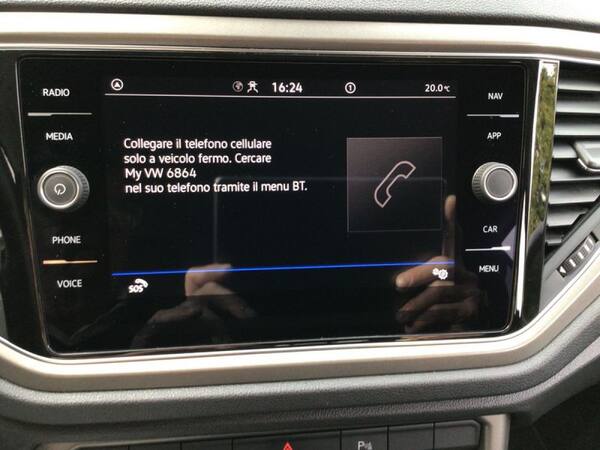 RADIO
MEDIA
PHONE
VOICE
16:24
1
20.0°C
Collegare il telefono cellulare
solo a veicolo fermo. Cercare
My VW 6864
nel suo telefono tramite il menu BT.
SOS
NAV
APP
CAR
MENU